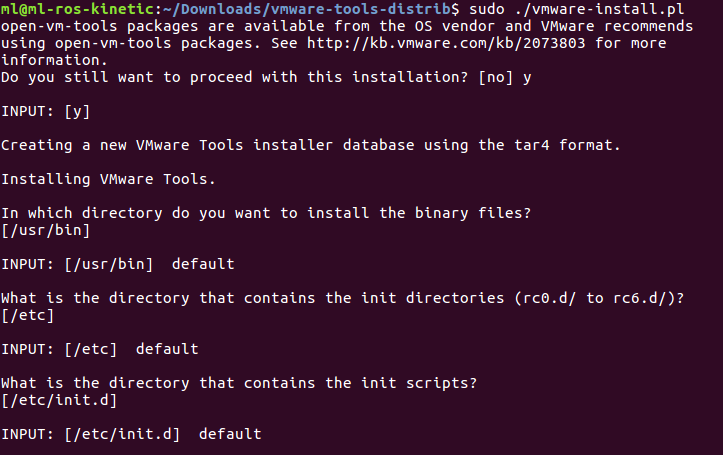 ml@ml-ros-kinetic:~/Downloads/vmware-tools-distrib$ sudo ./vmware-install.pl
open-vm-tools packages are available from the OS vendor and VMware recommends
using open-vm-tools packages. See http://kb.vmware.com/kb/2073803 for more
information.
Do you still want to proceed with this installation? [no] y
INPUT: [y]
Creating a new VMware Tools installer database using the tar4 format.
Installing VMware Tools.
In which directory do you want to install the binary files?
[/usr/bin]
INPUT: [/usr/bin]  default
What is the directory that contains the init directories (rc0.d/ to rc6.d/)?
[/etc]
INPUT: [/etc]  default
What is the directory that contains the init scripts?
[/etc/init.d]
INPUT: [/etc/init.d]  default